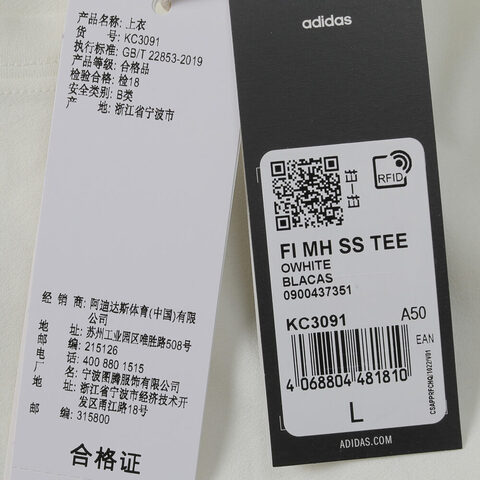 产品名称: 上衣
货 号: KC3091
执行标准: GB/T 22853-2019
产品等级: 合格品
检验合格: 检18
安全类别: B类
产 地: 浙江省宁波市
经 销 商: 阿迪达斯体育(中国)有限公司
地 址: 苏州工业园区唯胜路508号
邮 编: 215126
电 话: 400 880 1515
厂 名: 宁波图腾服饰有限公司
地 址: 浙江省宁波市经济技术开
发区甬江路18号
邮 编: 315800
合格证
adidas
RFID
FI MH SS TEE
OWHITE
BLACAS
0900437351
KC3091 A50
EAN
4 068804 481810
L
ADIDAS.COM